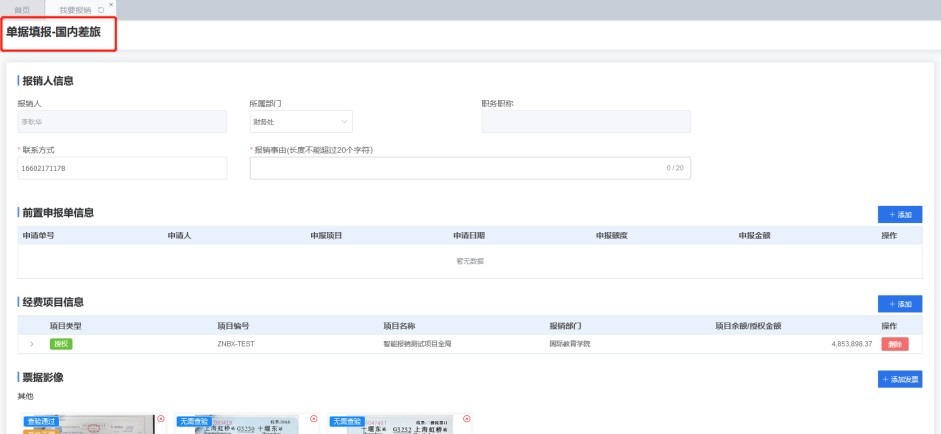 首页 我要报销
单据填报-国内差旅
报销人信息
报销人 所属部门 职务职称
李耿华 财务处
* 联系方式 * 报销事由(长度不能超过20个字符)
16602171178 0 / 20
前置申报单信息 + 添加
申请单号 申请人 申报项目 申请日期 申报额度 申报金额 操作
暂无数据
经费项目信息 + 添加
项目类型 项目编号 项目名称 报销部门 项目余额/授权金额 操作
授权 ZNBX-TEST 智能报销测试项目全局 国际教育学院 4,853,898.37 删除
票据影像 + 添加发票
其他
查验通过 无需查验 无需查验
上海虹桥站 G3230 十堰东站 十堰东站 G3232 上海虹桥站